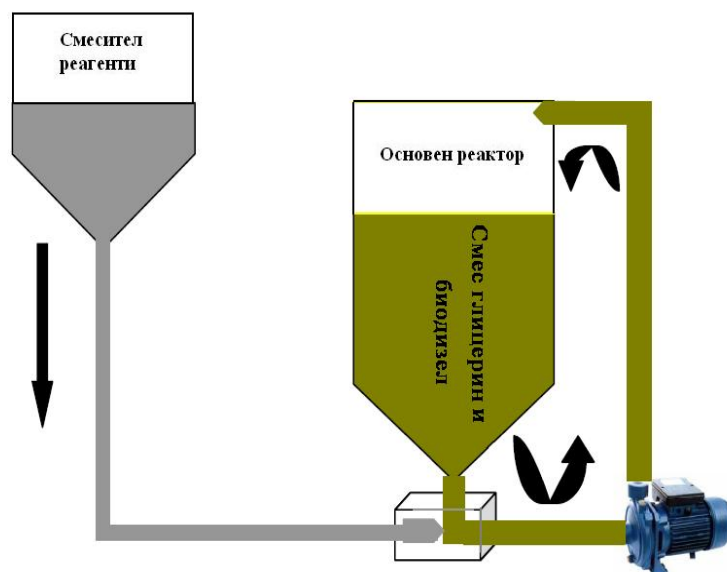 Смесител
реагенти
Основен реактор
Смес глицерин и
биодизел